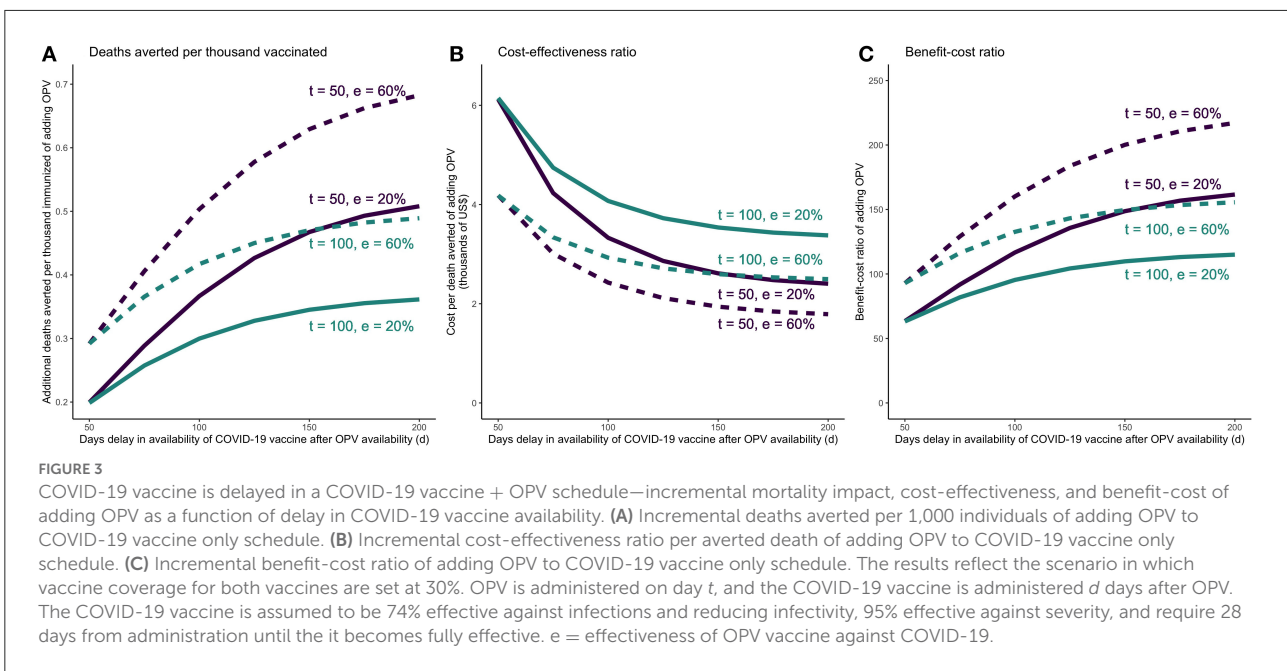 A Deaths averted per thousand vaccinated
Additional deaths averted per thousand immunized of adding OPV
0.7
0.6
0.5
0.4
0.3
0.2
t = 50, e = 60%
t = 50, e = 20%
t = 100, e = 60%
t = 100, e = 20%
50 100 150 200
Days delay in availability of COVID-19 vaccine after OPV availability (d)
B Cost-effectiveness ratio
Cost per death averted of adding OPV
(thousands of US$)
6
4
2
0
t = 100, e = 20%
t = 100, e = 60%
t = 50, e = 20%
t = 50, e = 60%
50 100 150 200
Days delay in availability of COVID-19 vaccine after OPV availability (d)
C Benefit-cost ratio
Benefit-cost ratio of adding OPV
250
200
150
100
50
0
t = 50, e = 60%
t = 50, e = 20%
t = 100, e = 60%
t = 100, e = 20%
50 100 150 200
Days delay in availability of COVID-19 vaccine after OPV availability (d)
FIGURE 3
COVID-19 vaccine is delayed in a COVID-19 vaccine + OPV schedule—incremental mortality impact, cost-effectiveness, and benefit-cost of
adding OPV as a function of delay in COVID-19 vaccine availability. (A) Incremental deaths averted per 1,000 individuals of adding OPV to
COVID-19 vaccine only schedule. (B) Incremental cost-effectiveness ratio per averted death of adding OPV to COVID-19 vaccine only
schedule. (C) Incremental benefit-cost ratio of adding OPV to COVID-19 vaccine only schedule. The results reflect the scenario in which
vaccine coverage for both vaccines are set at 30%. OPV is administered on day t, and the COVID-19 vaccine is administered d days after OPV.
The COVID-19 vaccine is assumed to be 74% effective against infections and reducing infectivity, 95% effective against severity, and require 28
days from administration until the it becomes fully effective. e = effectiveness of OPV vaccine against COVID-19.